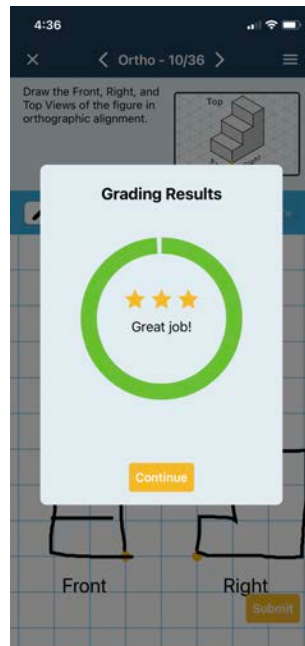 4:36
Ortho - 10/36
Draw the Front, Right, and
Top Views of the figure in
orthographic alignment.
Top
Right
Grading Results
Great job!
Continue
Front
Right
Submit